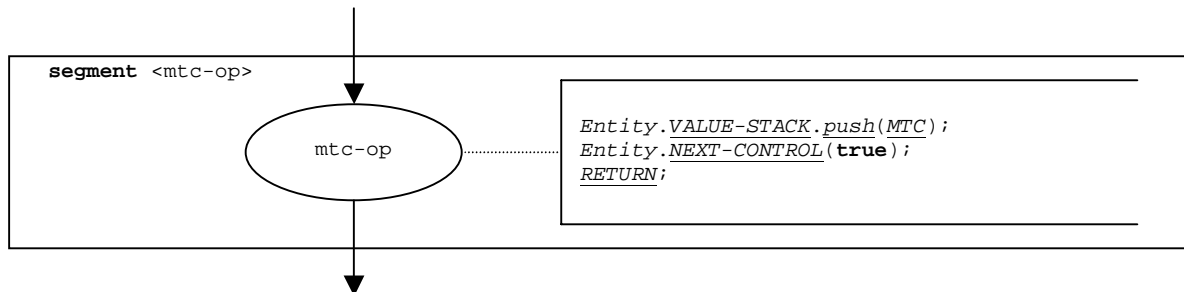 segment <mtc-op>
mtc-op
Entity.VALUE-STACK.push(MTC);
Entity.NEXT-CONTROL(true);
RETURN;